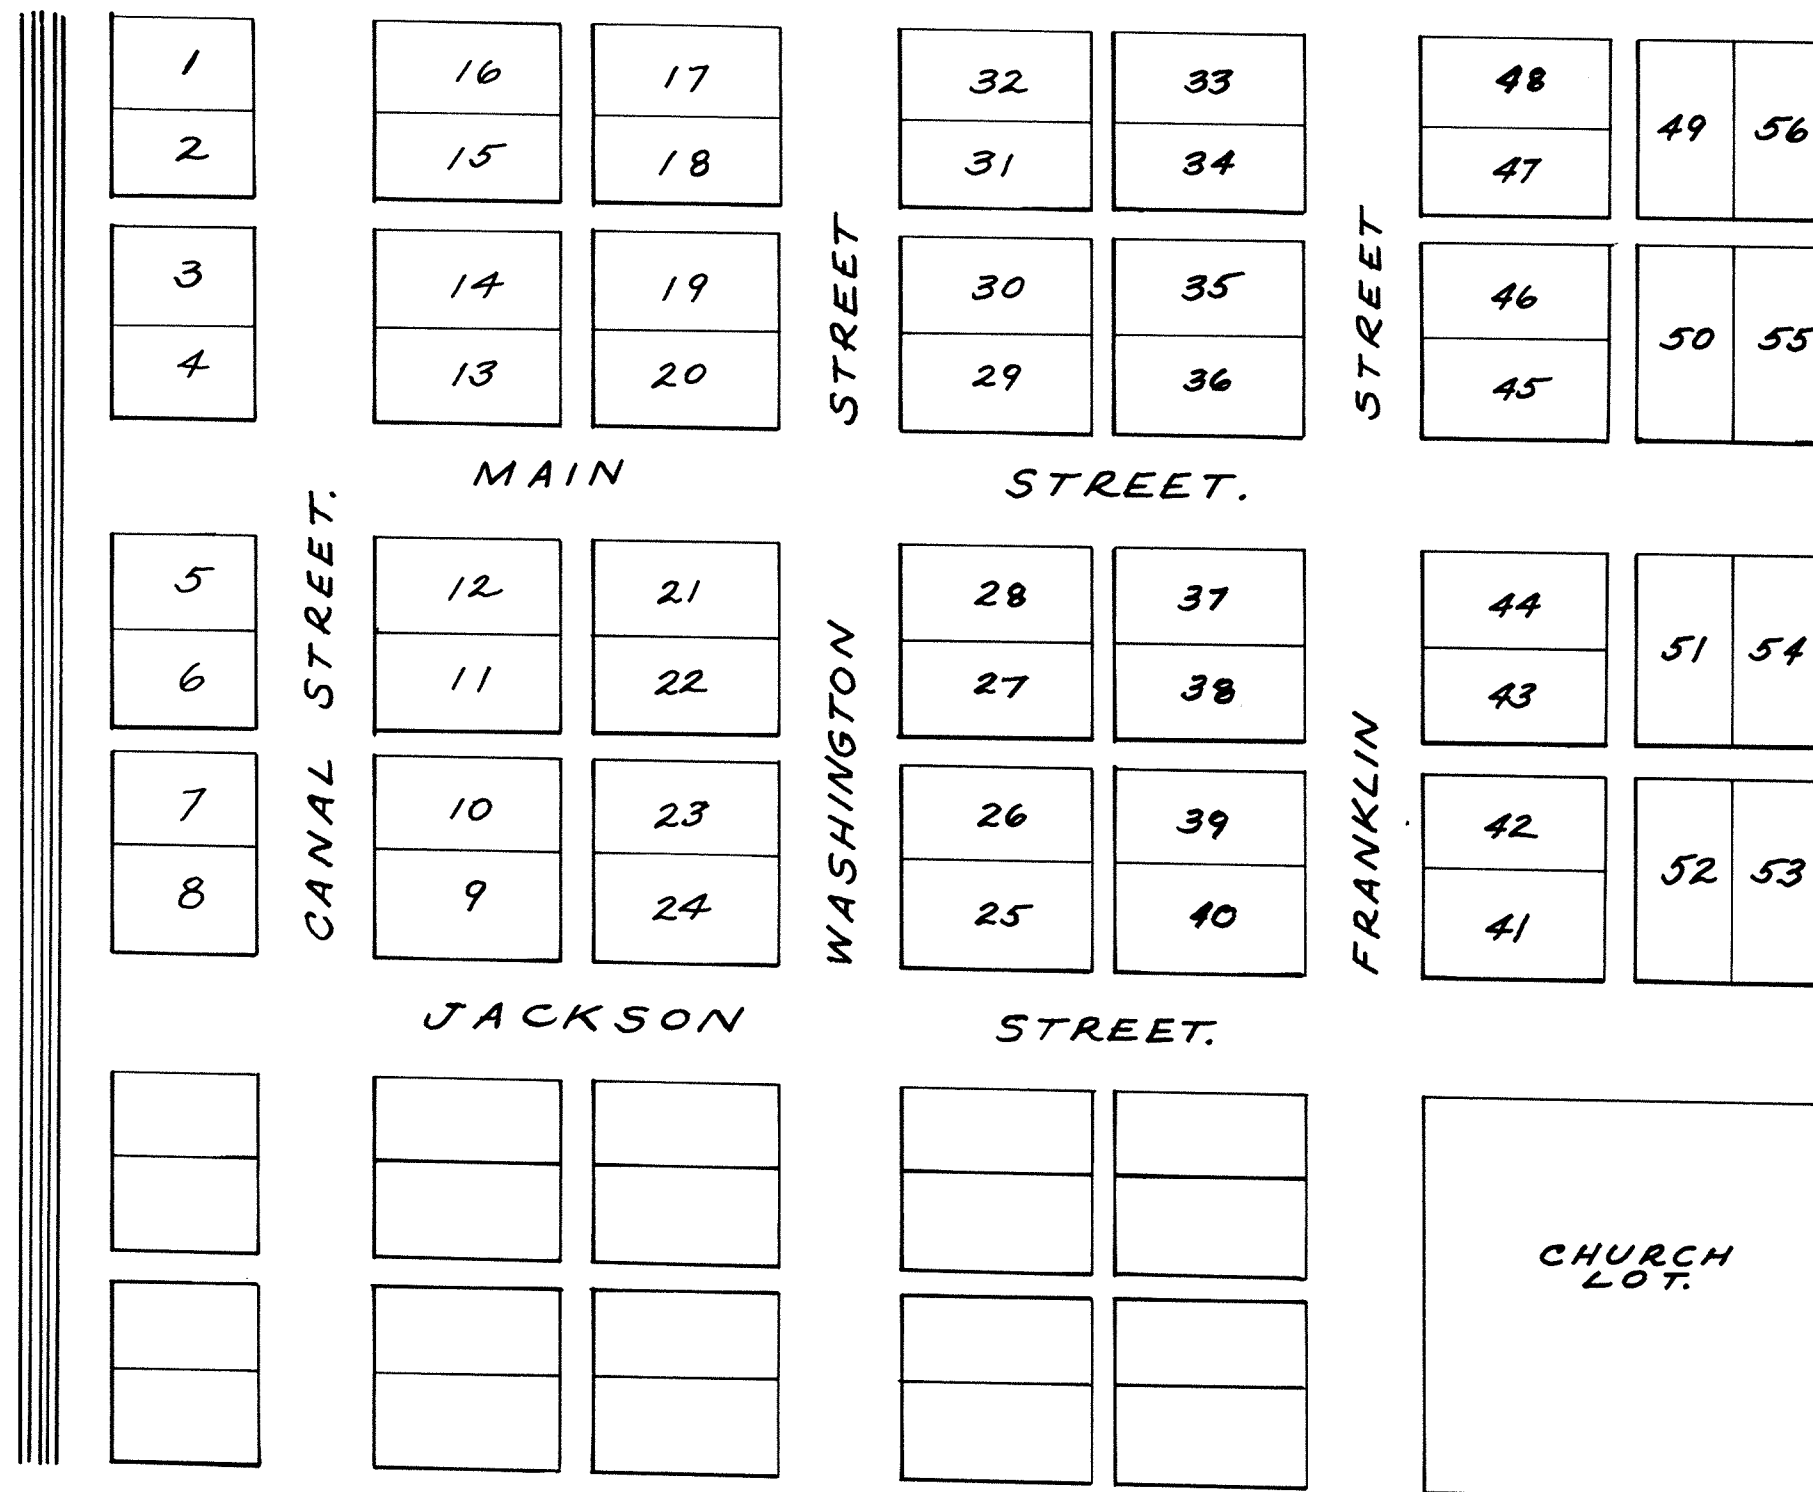 1 16 17 32 33 48 49 56
2 15 18 31 34 47
3 14 19 30 35 46 50 55
4 13 20 29 36 45
STREET
STREET
MAIN STREET.
CANAL STREET.
5 12 21 28 37 44 51 54
6 11 22 27 38 43
WASHINGTON
FRANKLIN
7 10 23 26 39 42 52 53
8 9 24 25 40 41
JACKSON STREET.
CHURCH
LOT.